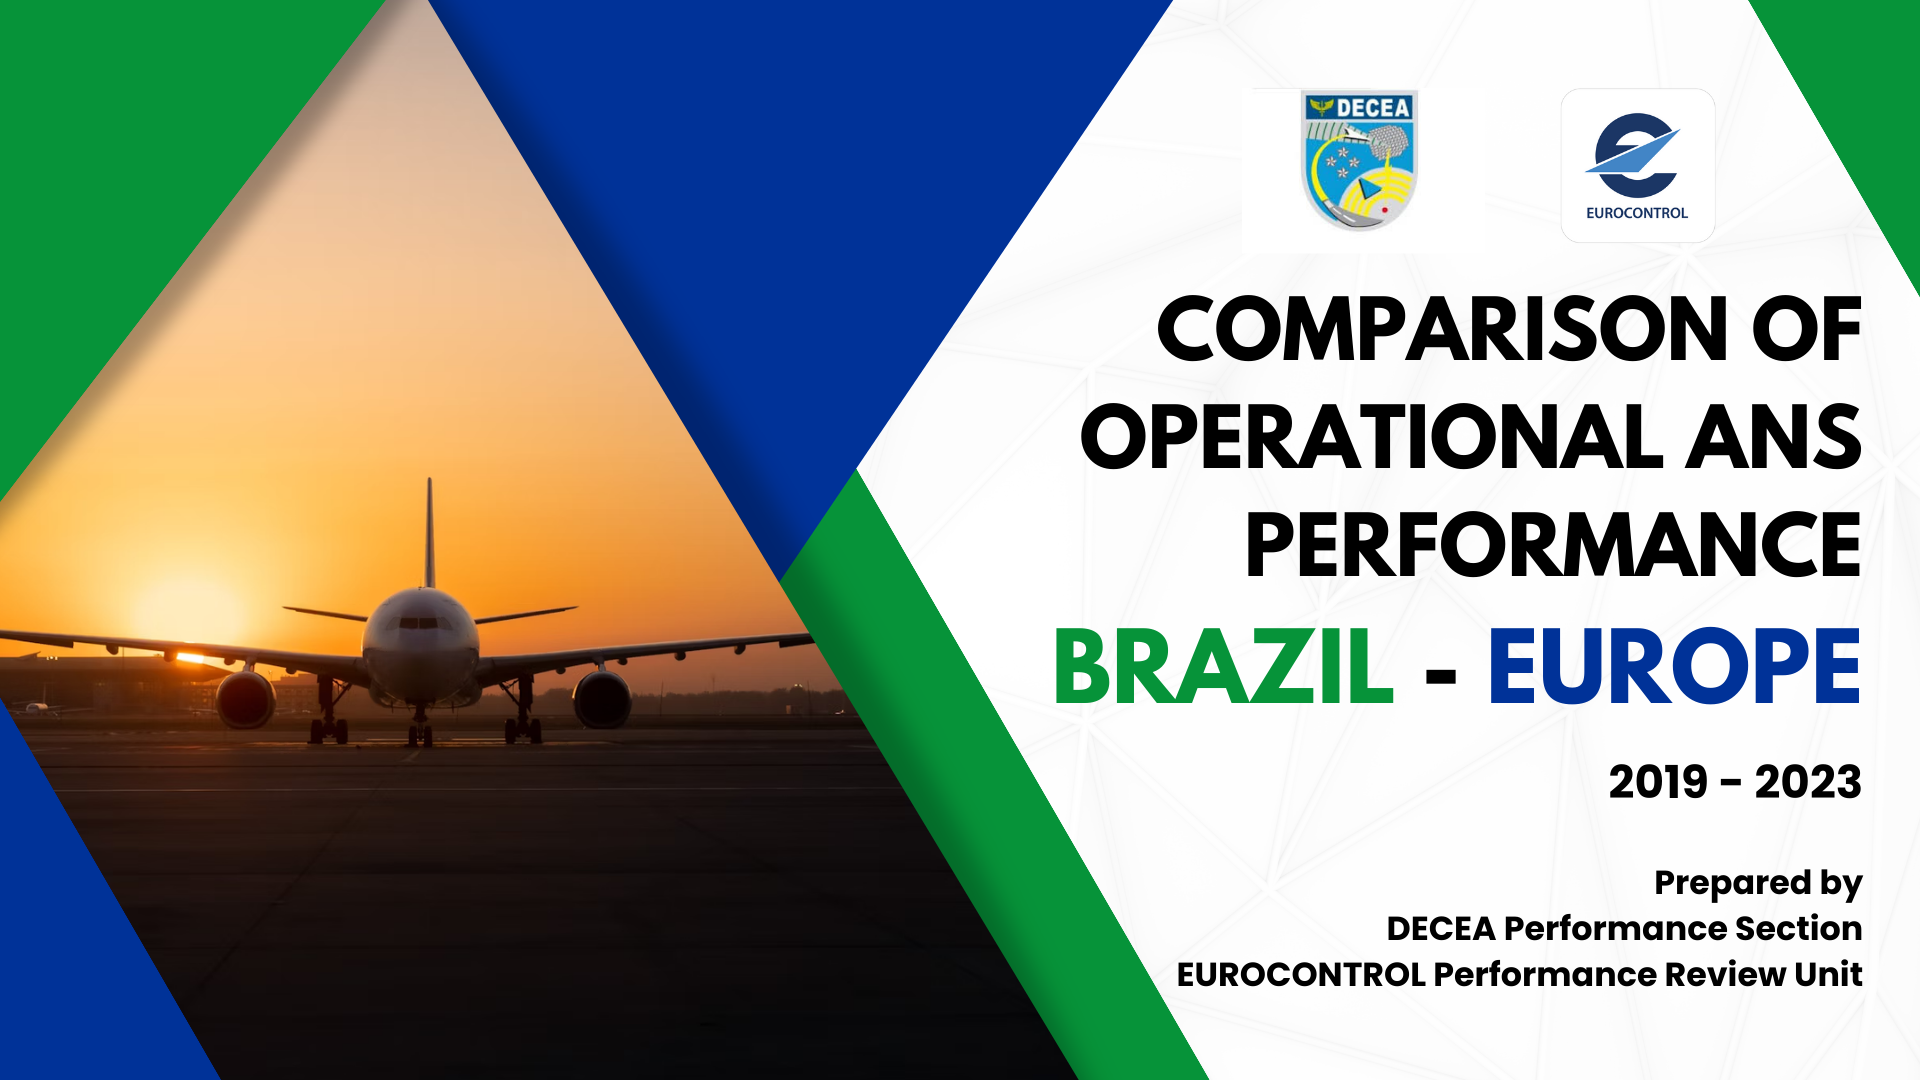 DECEA
EUROCONTROL
COMPARISON OF
OPERATIONAL ANS
PERFORMANCE
BRAZIL - EUROPE
2019 - 2023
Prepared by
DECEA Performance Section
EUROCONTROL Performance Review Unit